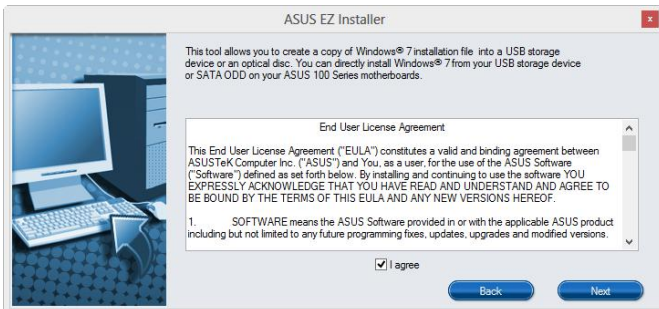 ASUS EZ Installer
x
This tool allows you to create a copy of Windows® 7 installation file into a USB storage
device or an optical disc. You can directly install Windows® 7 from your USB storage device
or SATA ODD on your ASUS 100 Series motherboards.
End User License Agreement
This End User License Agreement ("EULA") constitutes a valid and binding agreement between
ASUSTeK Computer Inc. ("ASUS") and You, as a user, for the use of the ASUS Software
("Software") defined as set forth below. By installing and continuing to use the software YOU
EXPRESSLY ACKNOWLEDGE THAT YOU HAVE READ AND UNDERSTAND AND AGREE TO
BE BOUND BY THE TERMS OF THIS EULA AND ANY NEW VERSIONS HEREOF.
1. SOFTWARE means the ASUS Software provided in or with the applicable ASUS product
including but not limited to any future programming fixes, updates, upgrades and modified versions.
I agree
Back Next